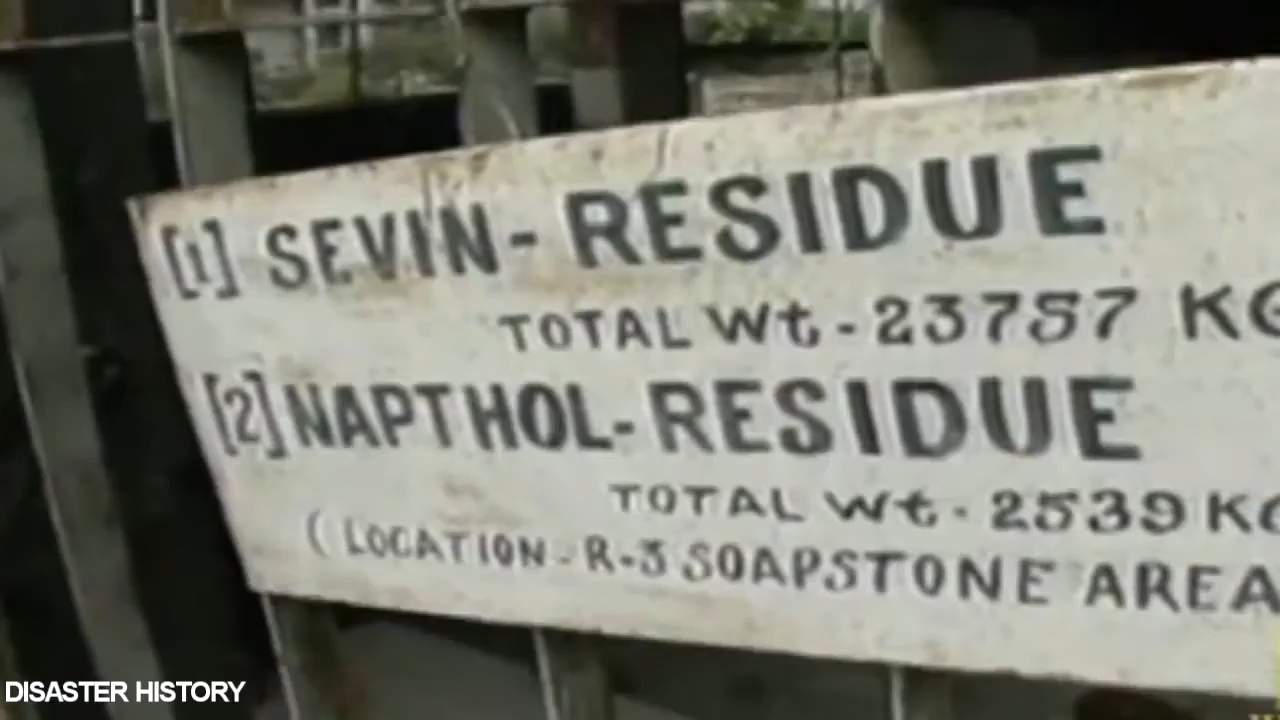 [1] SEVIN- RESIDUE
TOTAL Wt - 23757 KG
[2] NAPTHOL- RESIDUE
TOTAL Wt - 2539 KG
( LOCATION - R-3 SOAPSTONE AREA
DISASTER HISTORY